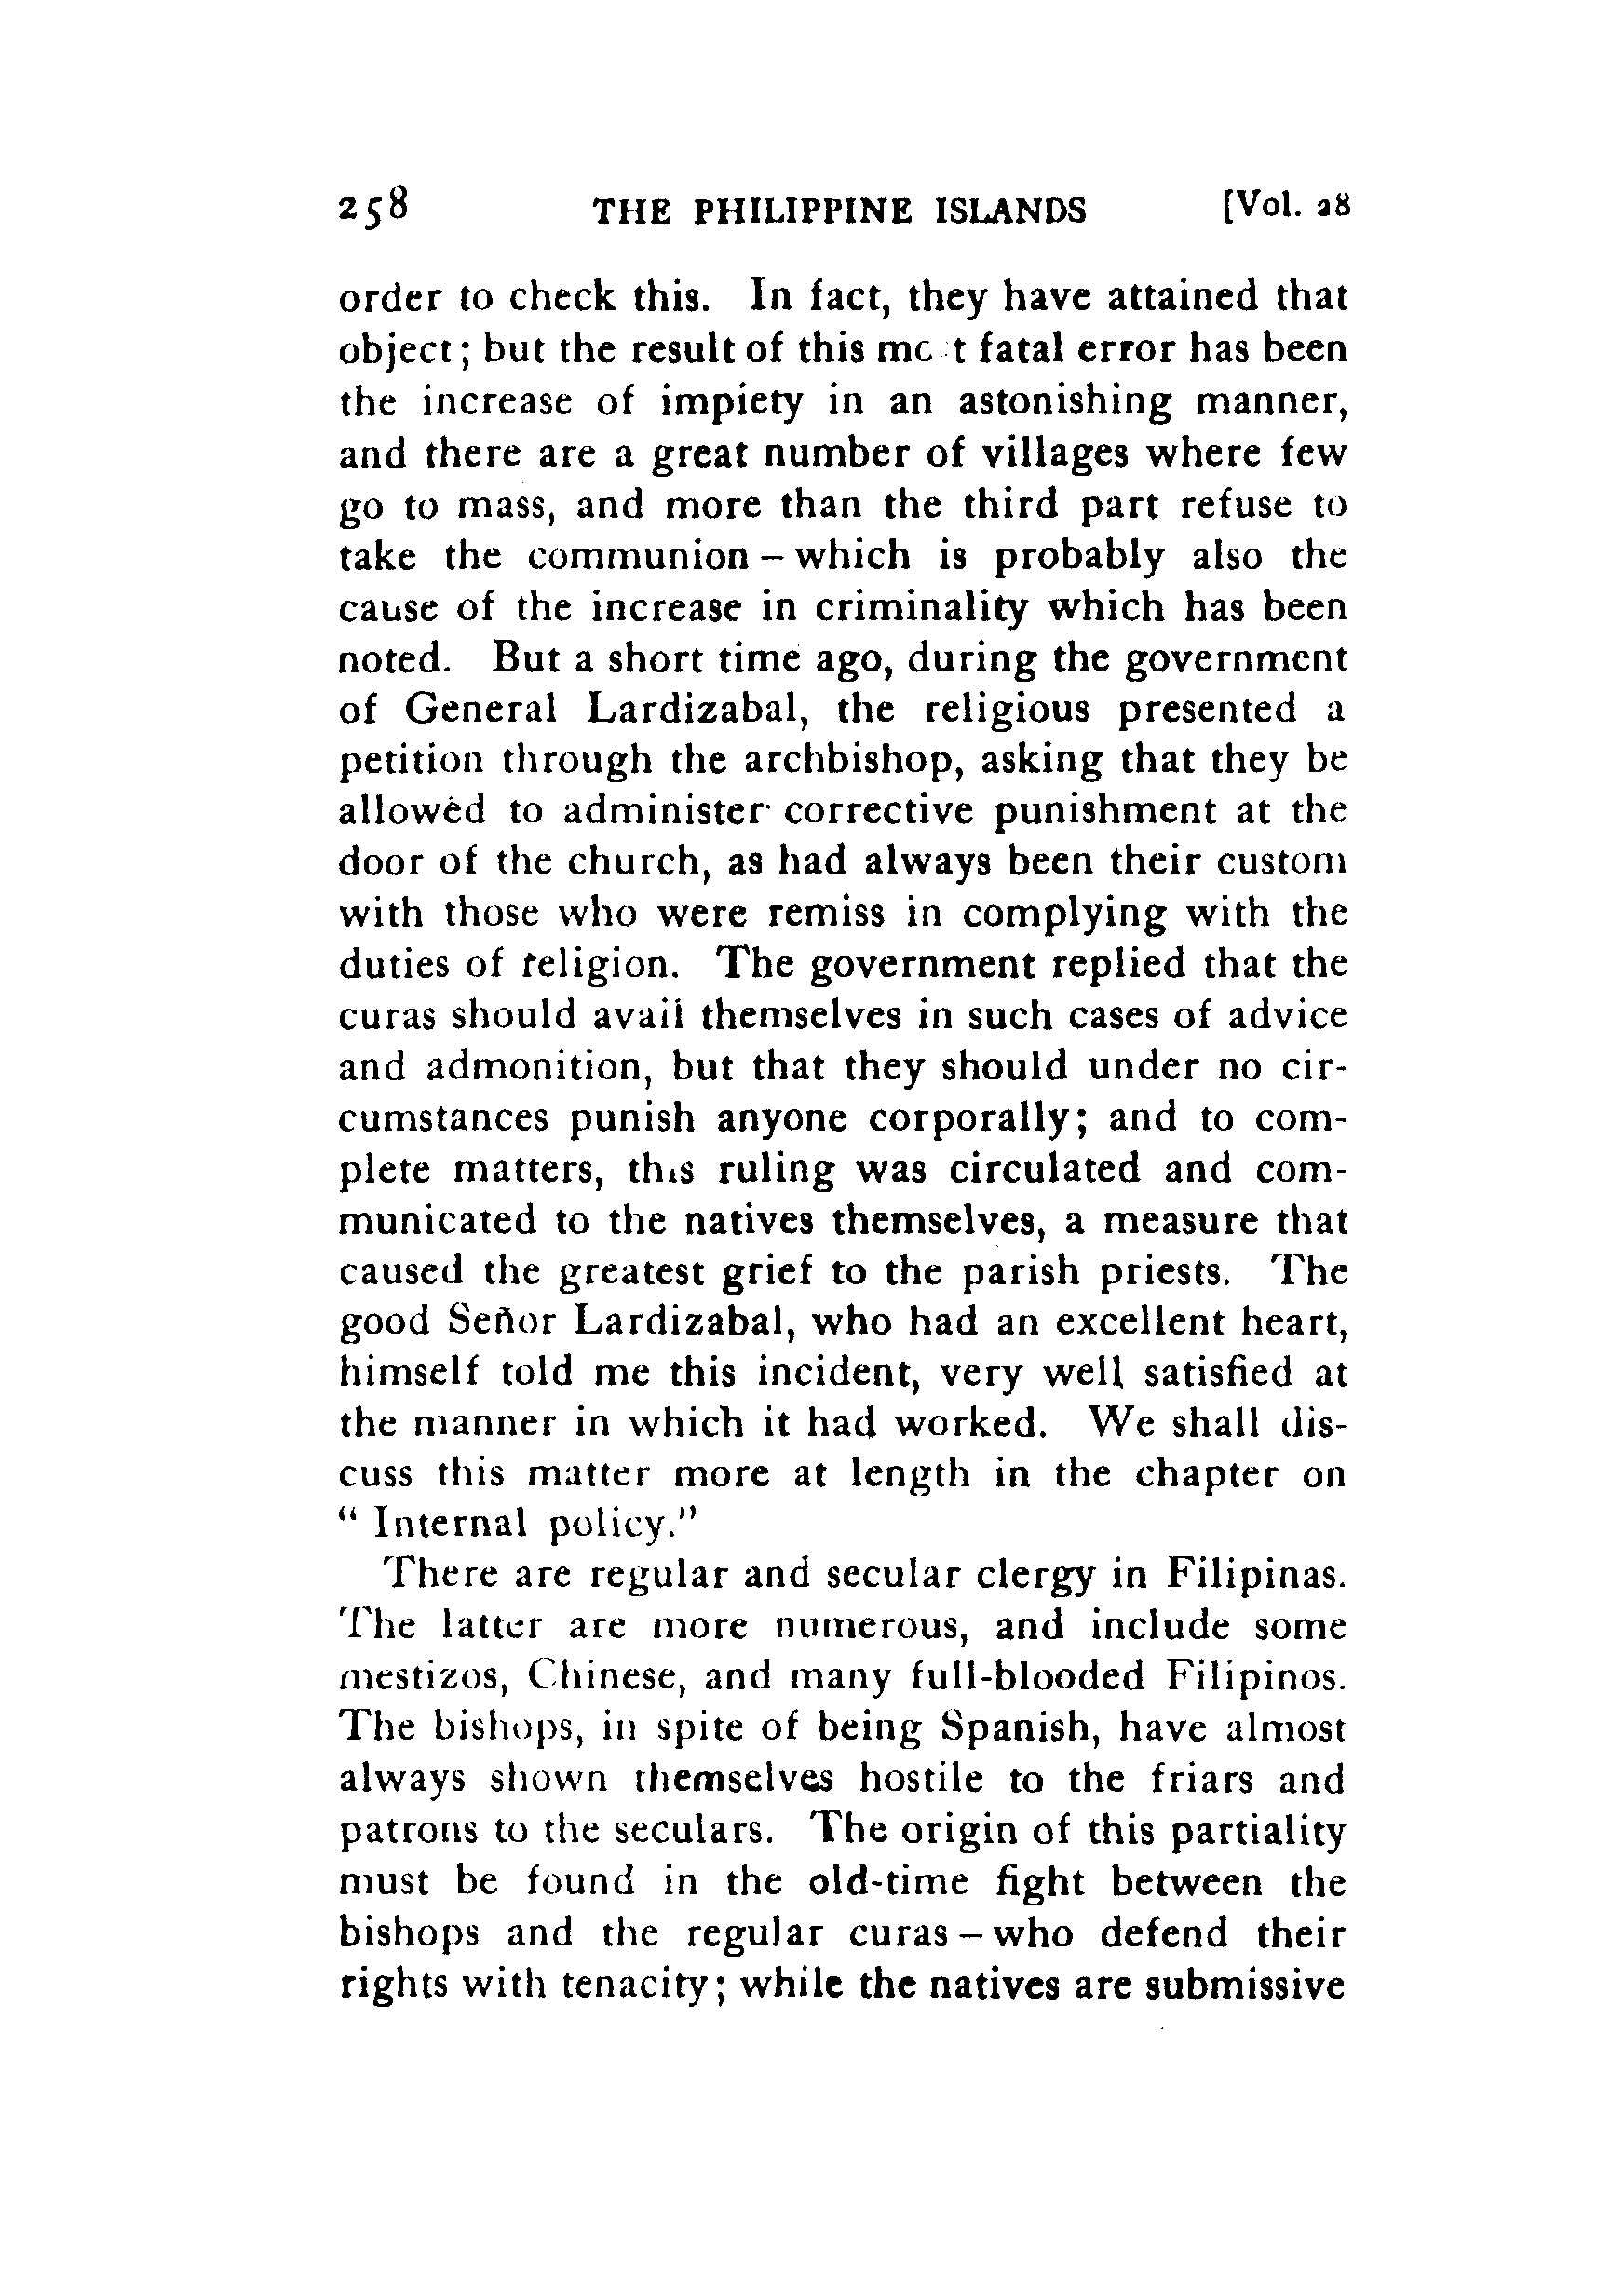 258 THE PHILIPPINE ISLANDS [Vol. 28
order to check this. In fact, they have attained that
object; but the result of this fatal error has been
the increase of impiety in an astonishing manner,
and there are a great number of villages where few
go to mass, and more than the third part refuse to
take the communion – which is probably also the
cause of the increase in criminality which has been
noted. But a short time ago, during the government
of General Lardizabal, the religious presented a
petition through the archbishop, asking that they be
allowed to administer corrective punishment at the
door of the church, as had always been their custom
with those who were remiss in complying with the
duties of religion. The government replied that the
curas should avail themselves in such cases of advice
and admonition, but that they should under no cir-
cumstances punish anyone corporally; and to com-
plete matters, this ruling was circulated and com-
municated to the natives themselves, a measure that
caused the greatest grief to the parish priests. The
good Señor Lardizabal, who had an excellent heart,
himself told me this incident, very well satisfied at
the manner in which it had worked. We shall dis-
cuss this matter more at length in the chapter on
“ Internal policy.”
There are regular and secular clergy in Filipinas.
The latter are more numerous, and include some
mestizos, Chinese, and many full-blooded Filipinos.
The bishops, in spite of being Spanish, have almost
always shown themselves hostile to the friars and
patrons to the seculars. The origin of this partiality
must be found in the old-time fight between the
bishops and the regular curas – who defend their
rights with tenacity; while the natives are submissive